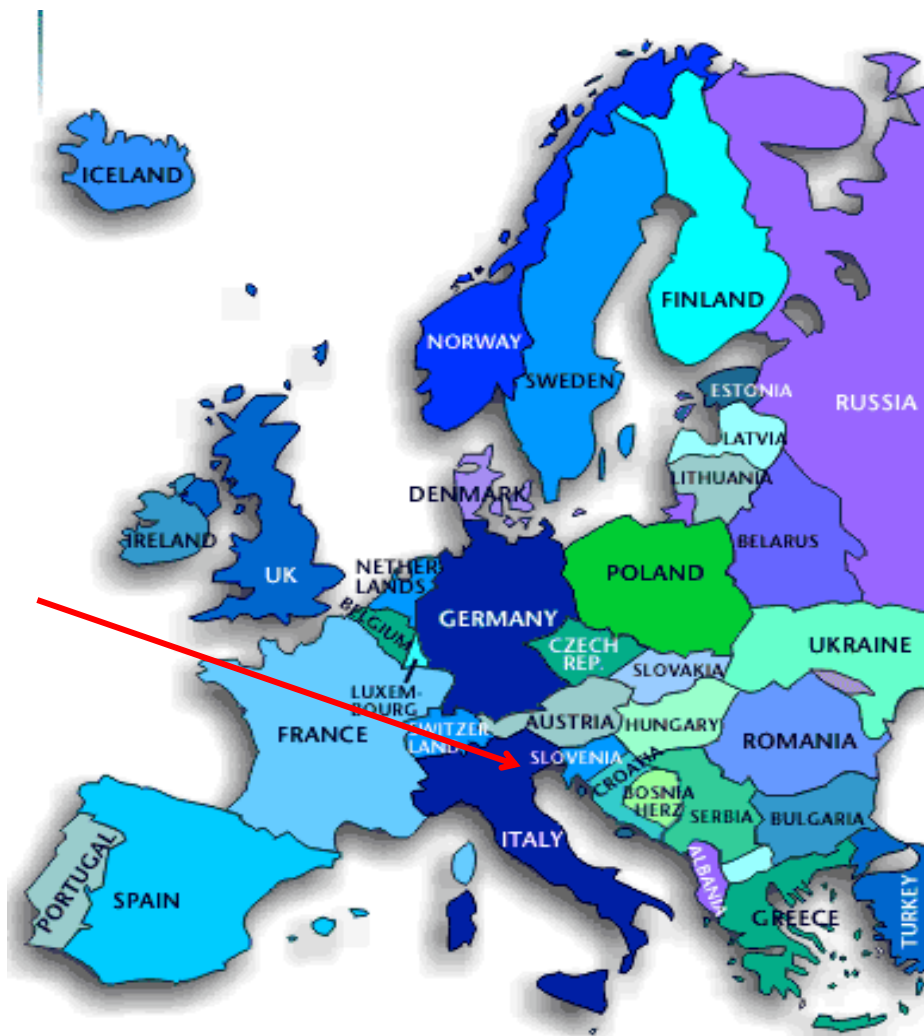 ICELAND
FINLAND
NORWAY
SWEDEN
ESTONIA
RUSSIA
LATVIA
LITHUANIA
DENMARK
IRELAND
BELARUS
NETHER
LANDS
UK
POLAND
BELGIUM
GERMANY
CZECH
REP.
UKRAINE
SLOVAKIA
LUXEM-
BOURG
FRANCE
SWITZER
LAND
AUSTRIA
HUNGARY
ROMANIA
SLOVENIA
CROATIA
BOSNIA
HERZ
SERBIA
BULGARIA
ITALY
PORTUGAL
SPAIN
ALBANIA
GREECE
TURKEY